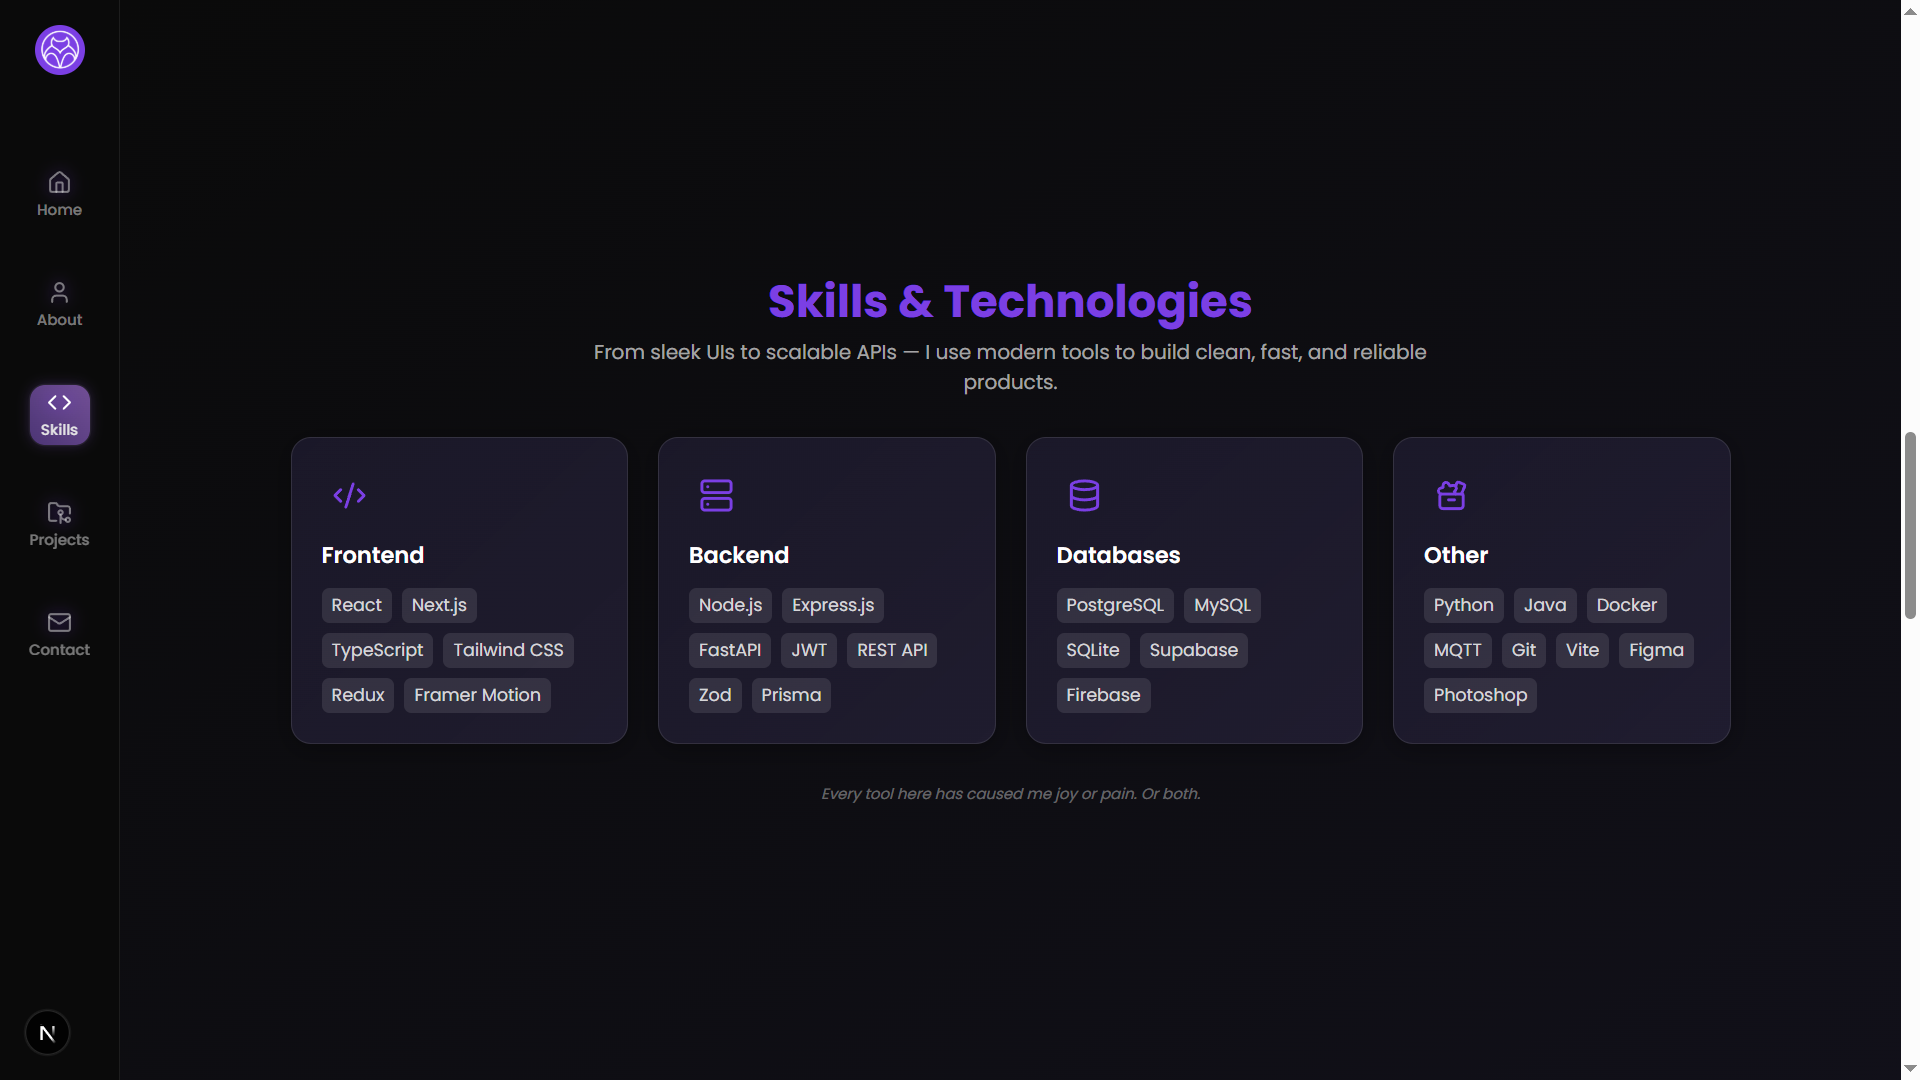 Home
About
Skills
Projects
Contact
N
Skills & Technologies
From sleek UIs to scalable APIs — I use modern tools to build clean, fast, and reliable
products.
Frontend
React Next.js
TypeScript Tailwind CSS
Redux Framer Motion
Backend
Node.js Express.js
FastAPI JWT REST API
Zod Prisma
Databases
PostgreSQL MySQL
SQLite Supabase
Firebase
Other
Python Java Docker
MQTT Git Vite Figma
Photoshop
Every tool here has caused me joy or pain. Or both.